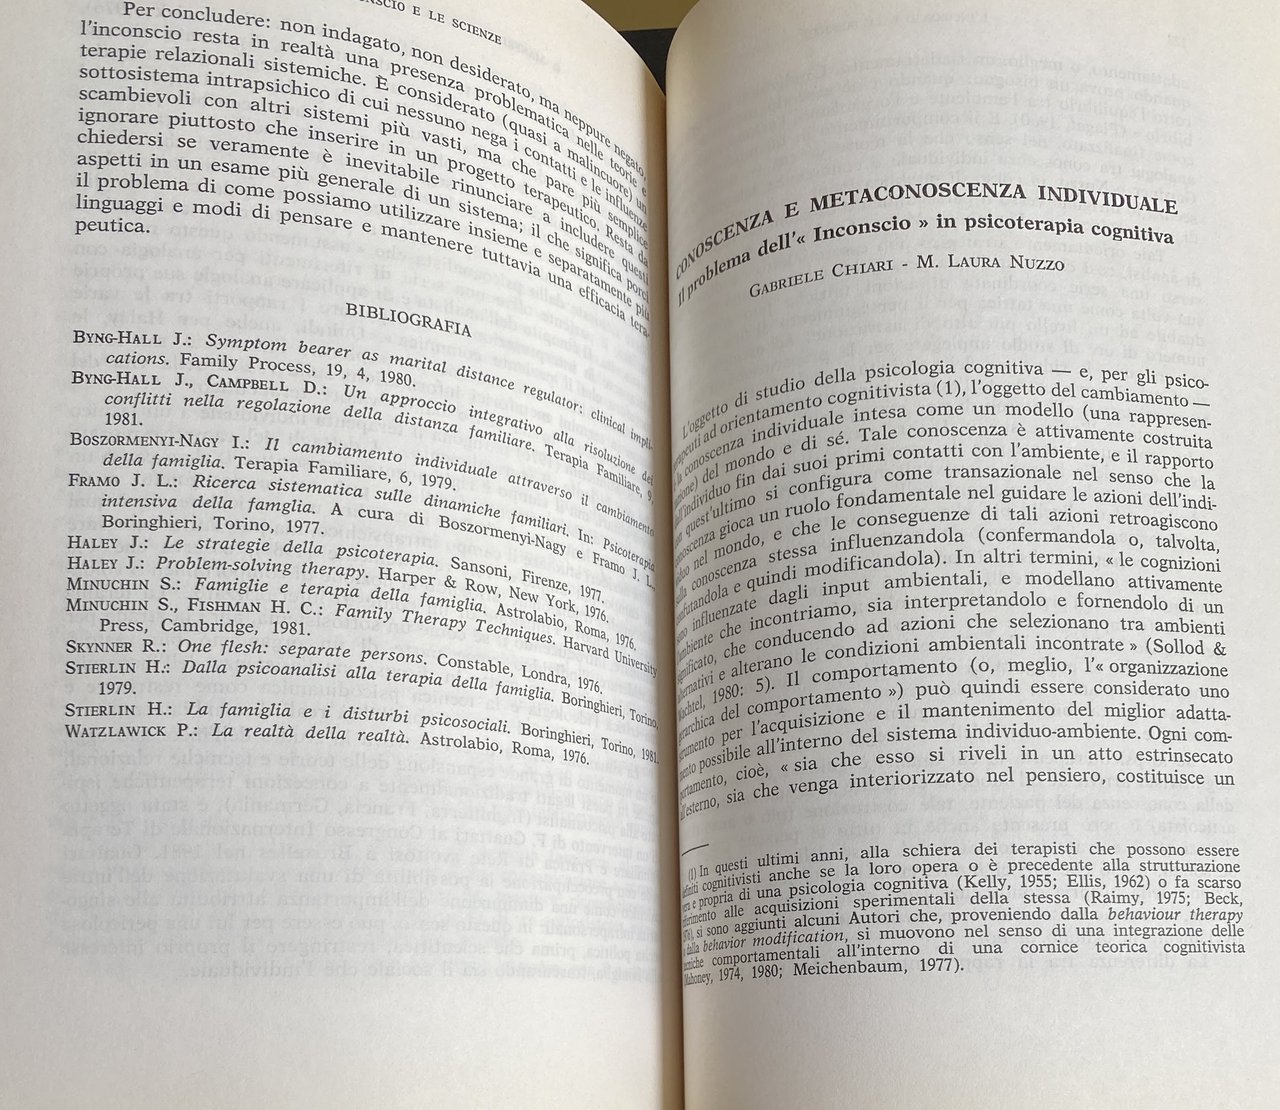 SCIO E LE SCIENZE
Per concludere: non indagato, non desiderato, ma neppure negato,
l'inconscio resta in realtà una presenza problematica nelle teorie e
terapie relazionali sistemiche. È considerato (quasi a malincuore) un
sottosistema intrapsichico di cui nessuno nega i contatti e le influenze
scambievoli con altri sistemi più vasti, ma che pare più semplice
ignorare piuttosto che inserire in un progetto terapeutico. Resta da
chiedersi se veramente è inevitabile rinunciare a includere questi
aspetti in un esame più generale di un sistema; il che significa porci
il problema di come possiamo utilizzare insieme e separatamente più
linguaggi e modi di pensare e mantenere tuttavia una efficacia tera-
peutica.
BIBLIOGRAFIA
BYNG-HALL J.: Symptom bearer as marital distance regulator: clinical impli-
cations. Family Process, 19, 4, 1980.
BYNG-HALL J., CAMPBELL D.: Un approccio integrativo alla risoluzione dei
conflitti nella regolazione della distanza familiare. Terapia Familiare, 9,
1981.
BOSZORMENYI-NAGY I.: Il cambiamento individuale attraverso il cambiamento
della famiglia. Terapia Familiare, 6, 1979.
FRAMO J. L.: Ricerca sistematica sulle dinamiche familiari. In: Psicoterapia
intensiva della famglia. A cura di Boszormenyi-Nagy e Framo J. L.,
Boringhieri, Torino, 1977.
HALEY J.: Le strategie della psicoterapia. Sansoni, Firenze, 1977.
HALEY J.: Problem-solving therapy. Harper & Row, New York, 1976.
MINUCHIN S.: Famiglie e terapia della famiglia. Astrolabio, Roma, 1976.
MINUCHIN S., FISHMAN H. C.: Family Therapy Techniques. Harvard University
Press, Cambridge, 1981.
SKYNNER R.: One flesh: separate persons. Constable, Londra, 1976.
STIERLIN H.: Dalla psicoanalisi alla terapia della famiglia. Boringhieri, Torino,
1979.
STIERLIN H.: La famiglia e i disturbi psicosociali. Boringhieri, Torino, 1981.
WATZLAWICK P.: La realtà della realtà. Astrolabio, Roma, 1976.
CONOSCENZA E METACONOSCENZA INDIVIDUALE
Il problema dell'« Inconscio » in psicoterapia cognitiva
GABRIELE CHIARI - M. LAURA NUZZO
L'oggetto di studio della psicologia cognitiva — e, per gli psico-
terapeuti ad orientamento cognitivista (1), l'oggetto del cambiamento —
è la conoscenza individuale intesa come un modello (una rappresen-
tazione) del mondo e di sé. Tale conoscenza è attivamente costruita
dall'individuo fin dai suoi primi contatti con l'ambiente, e il rapporto
con quest'ultimo si configura come transazionale nel senso che la
conoscenza gioca un ruolo fondamentale nel guidare le azioni dell'indi-
viduo nel mondo, e che le conseguenze di tali azioni retroagiscono
sulla conoscenza stessa influenzandola (confermandola o, talvolta,
confutandola e quindi modificandola). In altri termini, « le cognizioni
sono influenzate dagli input ambientali, e modellano attivamente
l'ambiente che incontriamo, sia interpretandolo e fornendolo di un
significato, che conducendo ad azioni che selezionano tra ambienti
alternativi e alterano le condizioni ambientali incontrate » (Sollod &
Wachtel, 1980: 5). Il comportamento (o, meglio, l'« organizzazione
gerarchica del comportamento ») può quindi essere considerato uno
strumento per l'acquisizione e il mantenimento del miglior adatta-
mento possibile all'interno del sistema individuo-ambiente. Ogni com-
portamento, cioè, « sia che esso si riveli in un atto estrinsecato
all'esterno, sia che venga interiorizzato nel pensiero, costituisce un
(1) In questi ultimi anni, alla schiera dei terapisti che possono essere
definiti cognitivisti anche se la loro opera o è precedente alla strutturazione
vera e propria di una psicologia cognitiva (Kelly, 1955; Ellis, 1962) o fa scarso
riferimento alle acquisizioni sperimentali della stessa (Raimy, 1975; Beck,
1976), si sono aggiunti alcuni Autori che, proveniendo dalla behaviour therapy
e dalla behavior modification, si muovono nel senso di una integrazione delle
tecniche comportamentali all'interno di una cornice teorica cognitivista
Mahoney, 1974, 1980; Meichenbaum, 1977).